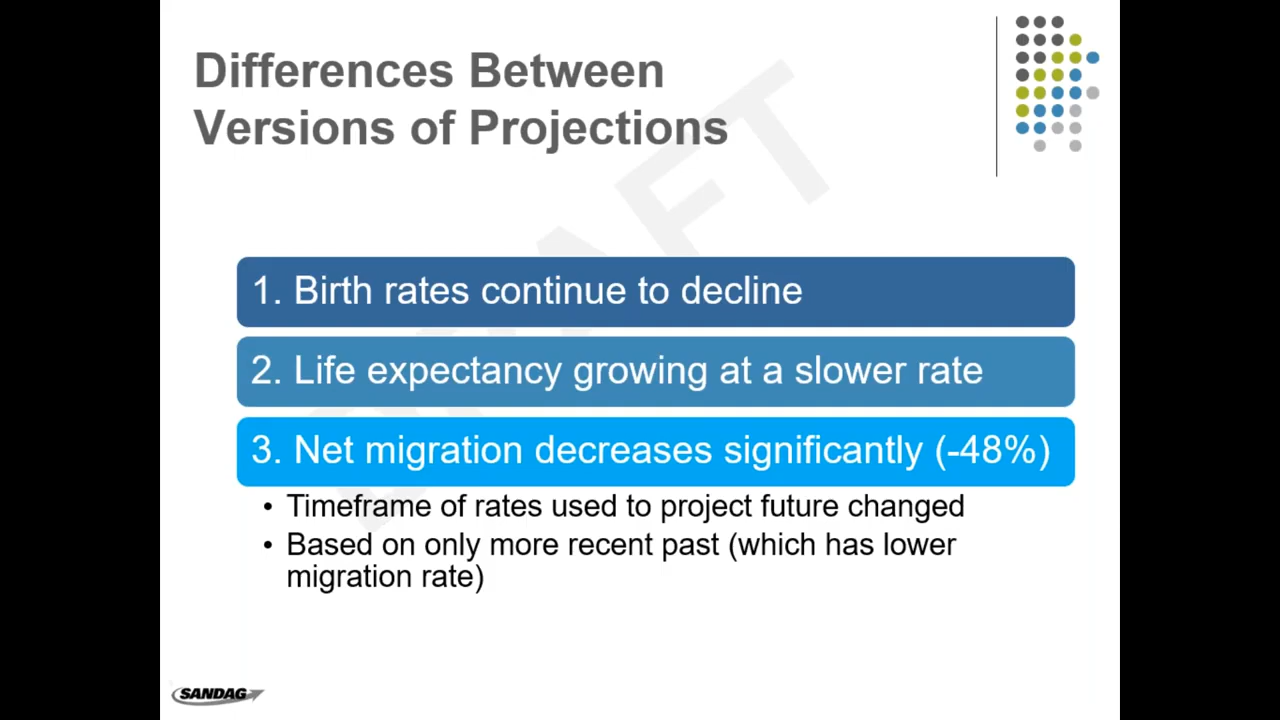 Differences Between
Versions of Projections
DRAFT
1. Birth rates continue to decline
2. Life expectancy growing at a slower rate
3. Net migration decreases significantly (-48%)
• Timeframe of rates used to project future changed
• Based on only more recent past (which has lower
migration rate)
SANDAG